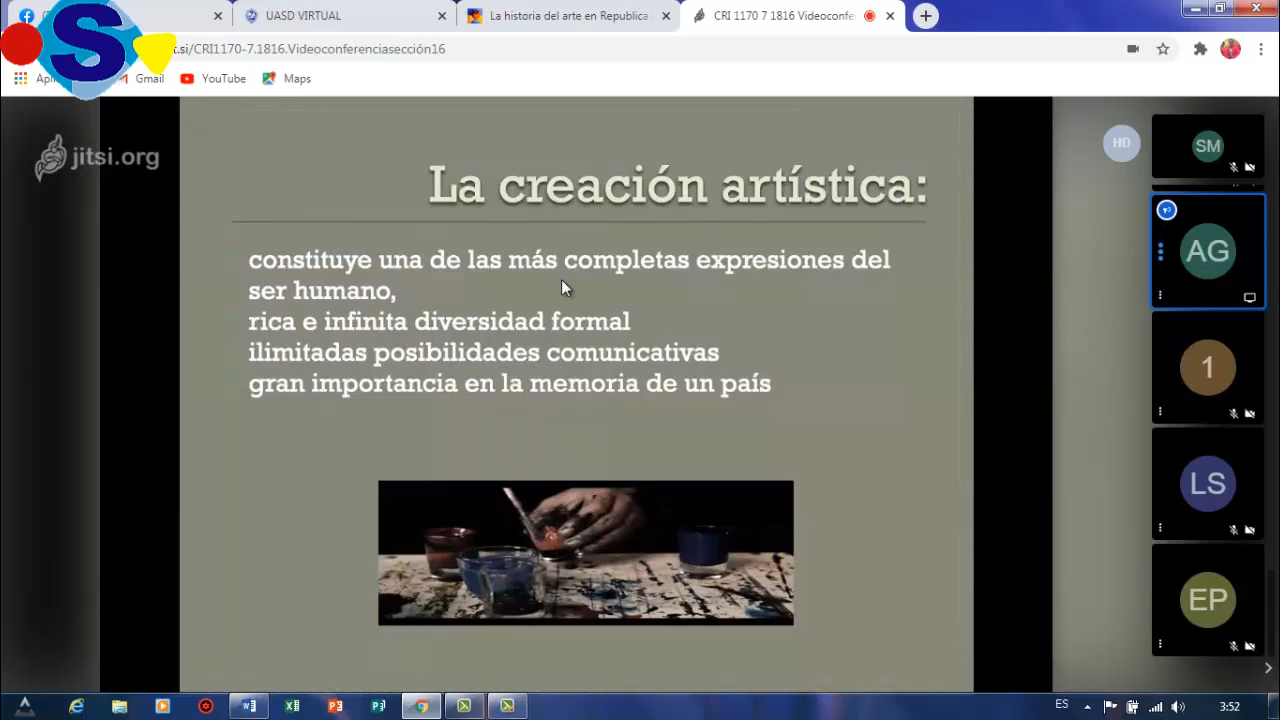 UASD VIRTUAL
La historia del arte en Republica
CRI 1170 7 1816 Videoconfe
t.si/CRI1170-7.1816.Videoconferenciasección16
S
Gmail
YouTube
Maps
jitsi.org
La creación artística:
constituye una de las más completas expresiones del
ser humano,
rica e infinita diversidad formal
ilimitadas posibilidades comunicativas
gran importancia en la memoria de un país
HD
SM
AG
1
LS
EP
ES
3:52